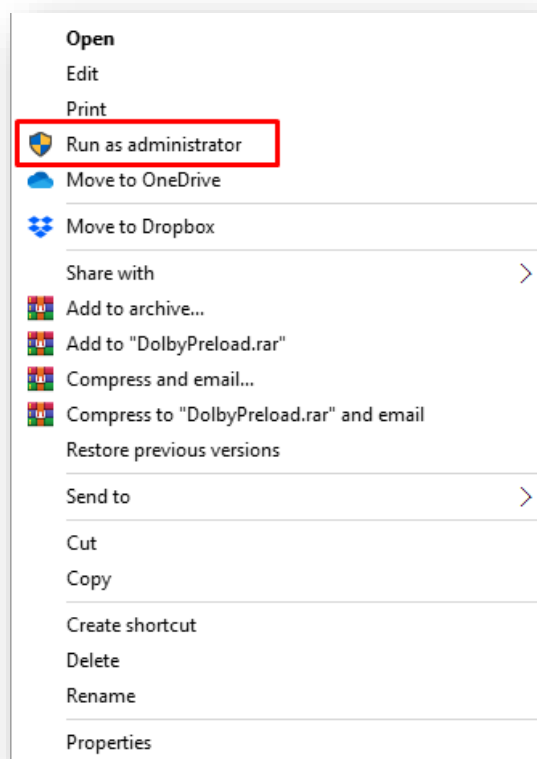 Open
Edit
Print
Run as administrator
Move to OneDrive
Move to Dropbox
Share with
Add to archive...
Add to "DolbyPreload.rar"
Compress and email...
Compress to "DolbyPreload.rar" and email
Restore previous versions
Send to
Cut
Copy
Create shortcut
Delete
Rename
Properties